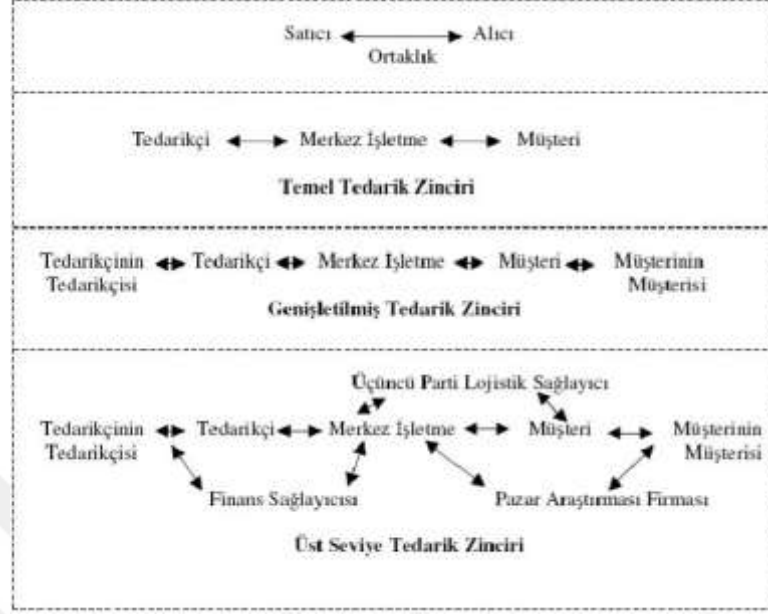 Satıcı Alıcı
Ortaklık
Tedarikçi Merkez İşletme Müşteri
Temel Tedarik Zinciri
Tedarikçinin Tedarikçi Merkez İşletme Müşteri Müşterinin
Tedarikçisi Müşterisi
Genişletilmiş Tedarik Zinciri
Üçüncü Parti Lojistik Sağlayıcı
Tedarikçinin Tedarikçi Merkez İşletme Müşteri Müşterinin
Tedarikçisi Müşterisi
Finans Sağlayıcısı Pazar Araştırması Firması
Üst Seviye Tedarik Zinciri